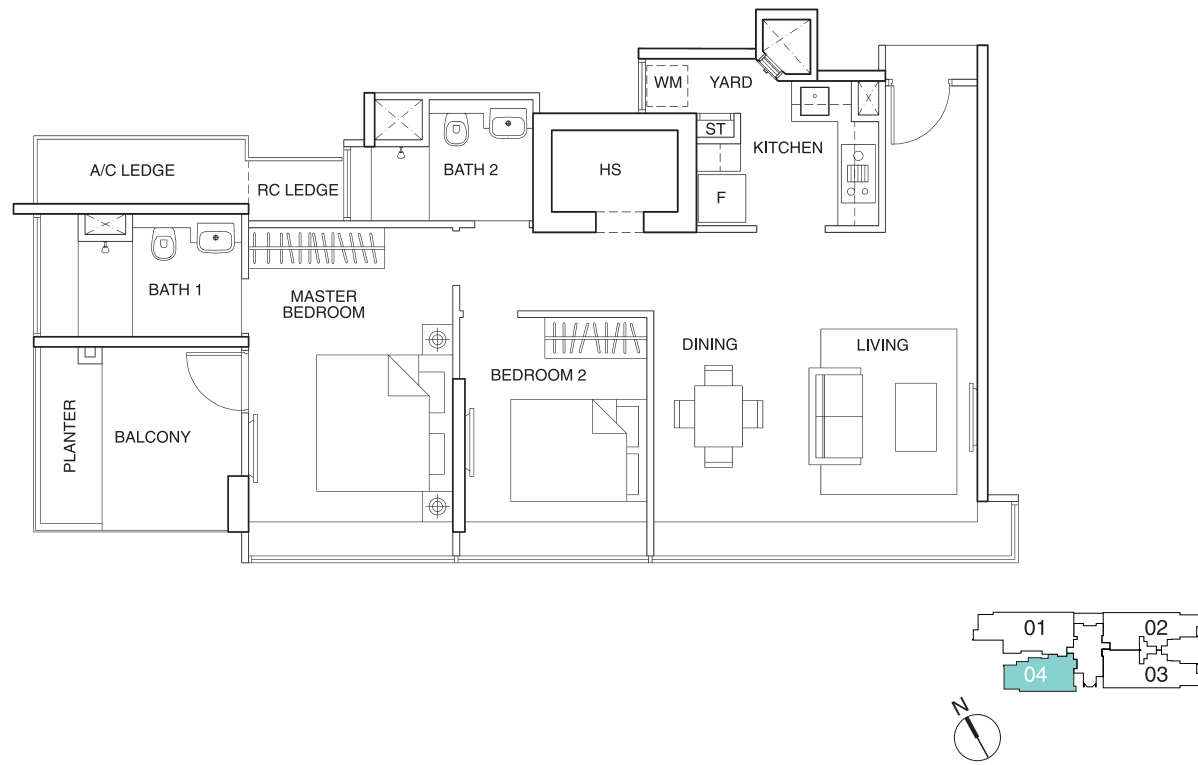 WM
YARD
ST
KITCHEN
F
HS
BATH 2
A/C LEDGE
RC LEDGE
BATH 1
MASTER
BEDROOM
DINING
LIVING
BEDROOM 2
PLANTER
BALCONY
01
02
04
03
N